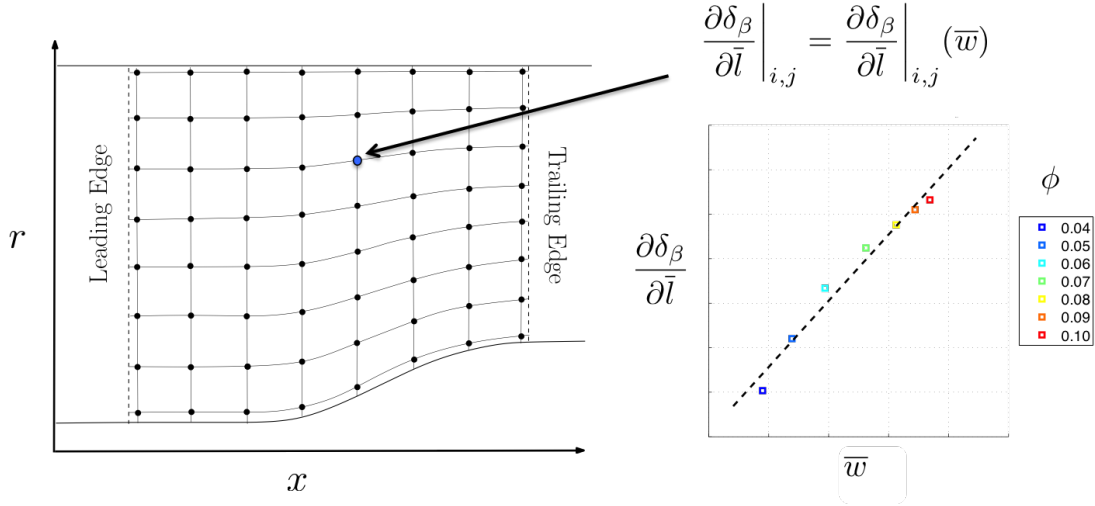 ∂δ_β/∂l̄|_{i,j} = ∂δ_β/∂l̄|_{i,j} (w̅)
Leading Edge
Trailing Edge
r
x
∂δ_β/∂l̄
w̅
ϕ
0.04
0.05
0.06
0.07
0.08
0.09
0.10